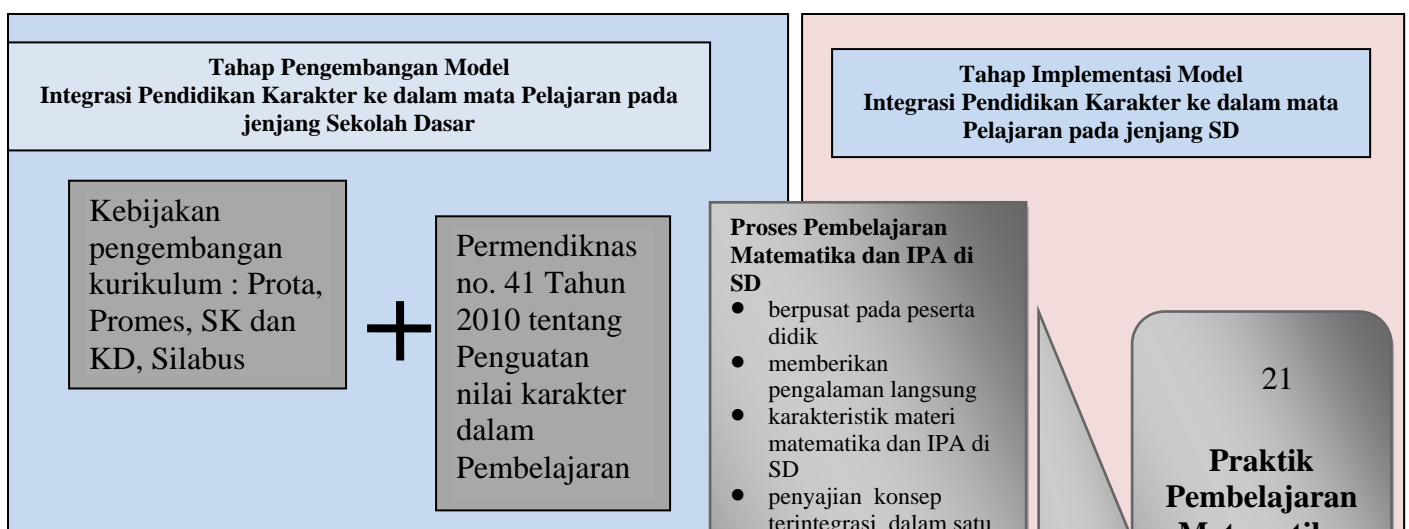 Tahap Pengembangan Model
Integrasi Pendidikan Karakter ke dalam mata Pelajaran pada
jenjang Sekolah Dasar
Tahap Implementasi Model
Integrasi Pendidikan Karakter ke dalam mata
Pelajaran pada jenjang SD
Kebijakan
pengembangan
kurikulum : Prota,
Promes, SK dan
KD, Silabus
+
Permendiknas
no. 41 Tahun
2010 tentang
Penguatan
nilai karakter
dalam
Pembelajaran
Proses Pembelajaran
Matematika dan IPA di
SD
● berpusat pada peserta
didik
● memberikan
pengalaman langsung
● karakteristik materi
matematika dan IPA di
SD
● penyajian konsep
terintegrasi dalam satu
21
Praktik
Pembelajaran